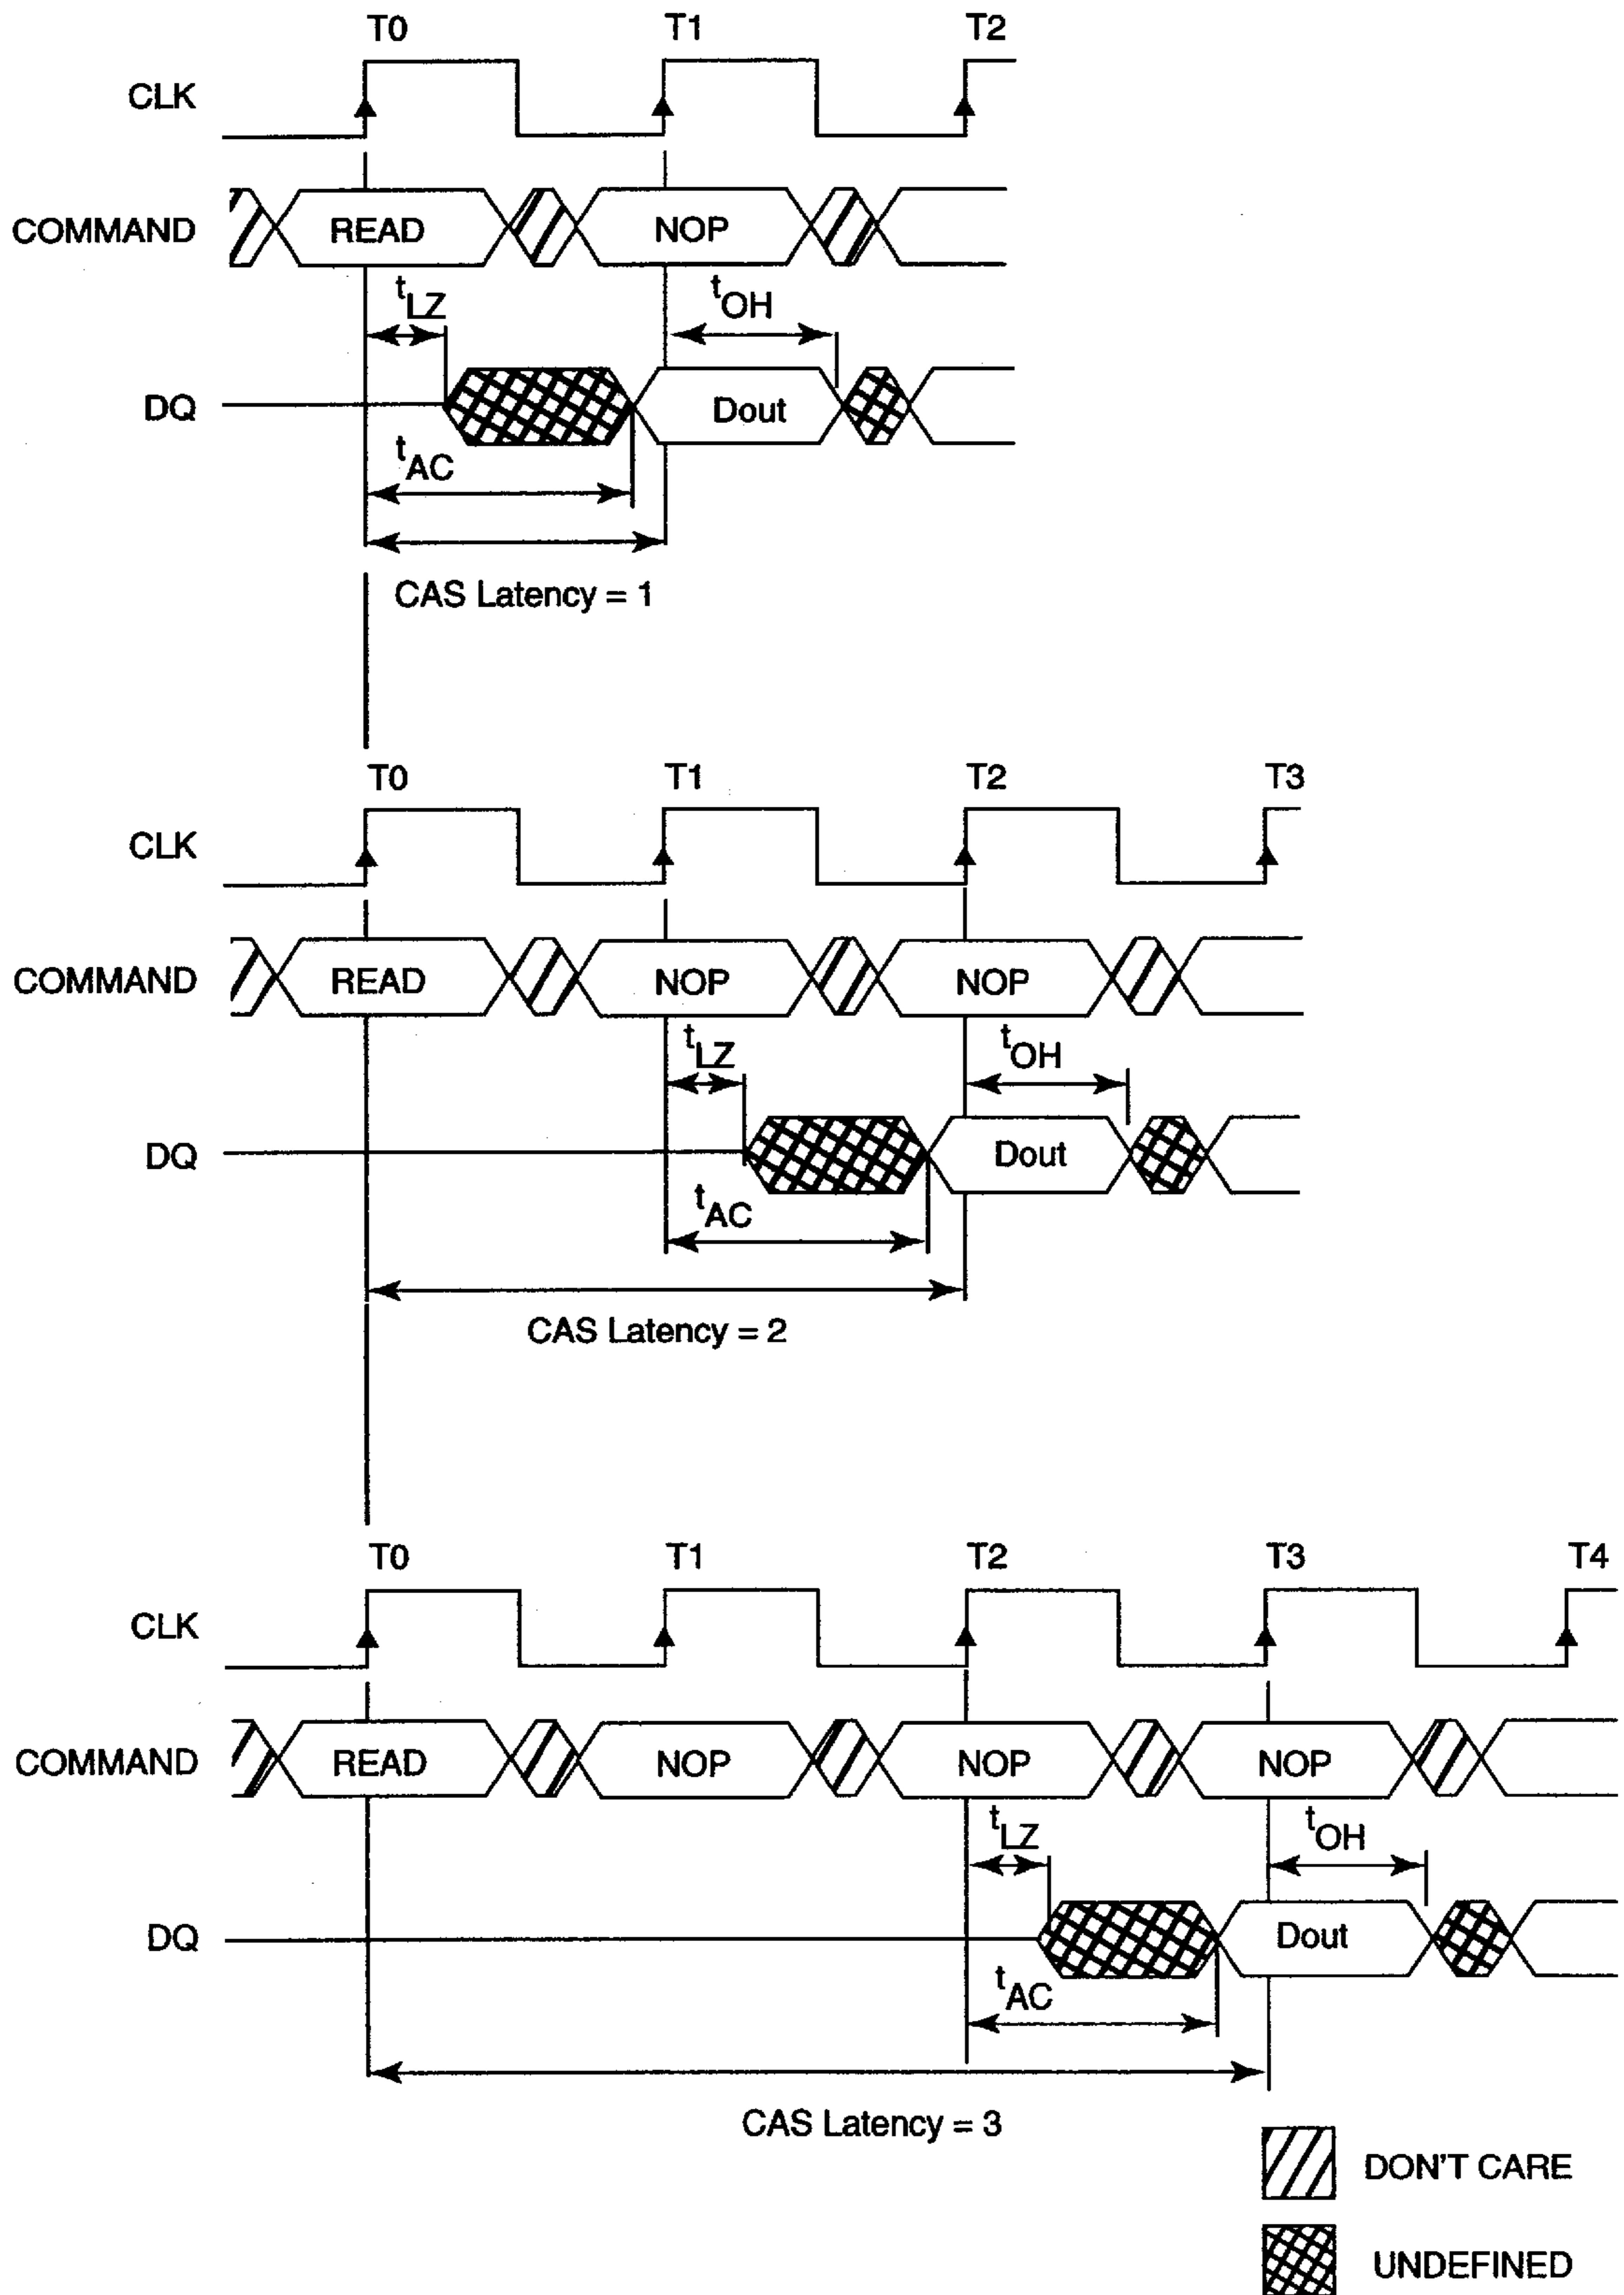 T0 T1 T2
CLK
COMMAND READ NOP
tLZ tOH
DQ Dout
tAC
CAS Latency = 1
T0 T1 T2 T3
CLK
COMMAND READ NOP NOP
tLZ tOH
DQ Dout
tAC
CAS Latency = 2
T0 T1 T2 T3 T4
CLK
COMMAND READ NOP NOP NOP
tLZ tOH
DQ Dout
tAC
CAS Latency = 3
DON'T CARE
UNDEFINED